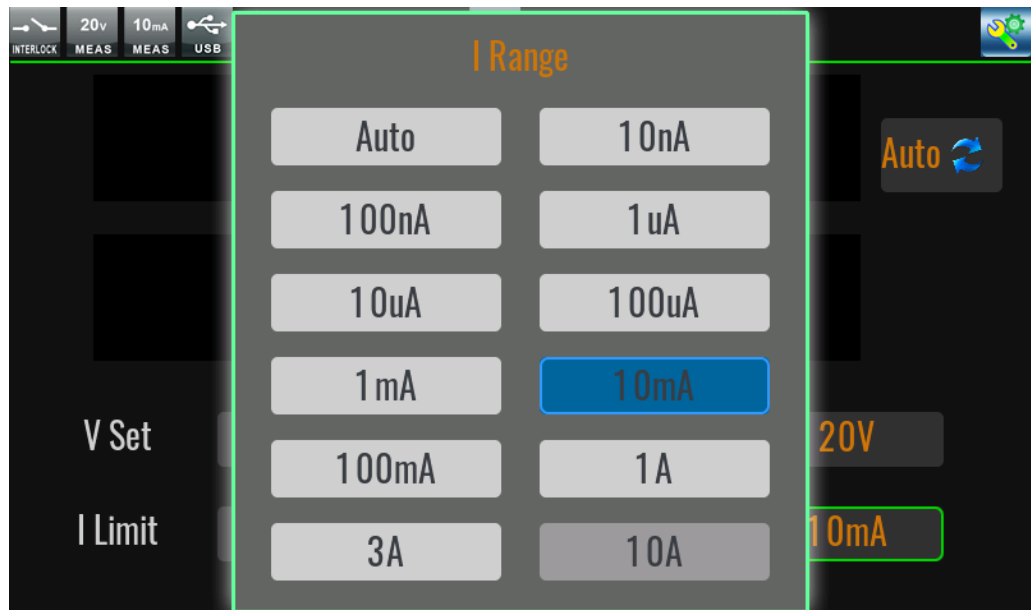 20V 10mA
INTERLOCK MEAS MEAS USB
I Range
Auto 10nA
Auto
100nA 1uA
10uA 100uA
1mA 10mA
V Set 20V
100mA 1A
I Limit 10mA
3A 10A